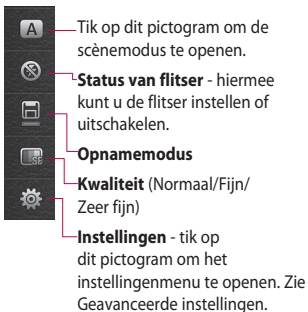 A
Tik op dit pictogram om de
scènemodus te openen.
Status van flitser - hiermee
kunt u de flitser instellen of
uitschakelen.
Opnamemodus
SF
Kwaliteit (Normaal/Fijn/
Zeer fijn)
Instellingen - tik op
dit pictogram om het
instellingenmenu te openen. Zie
Geavanceerde instellingen.